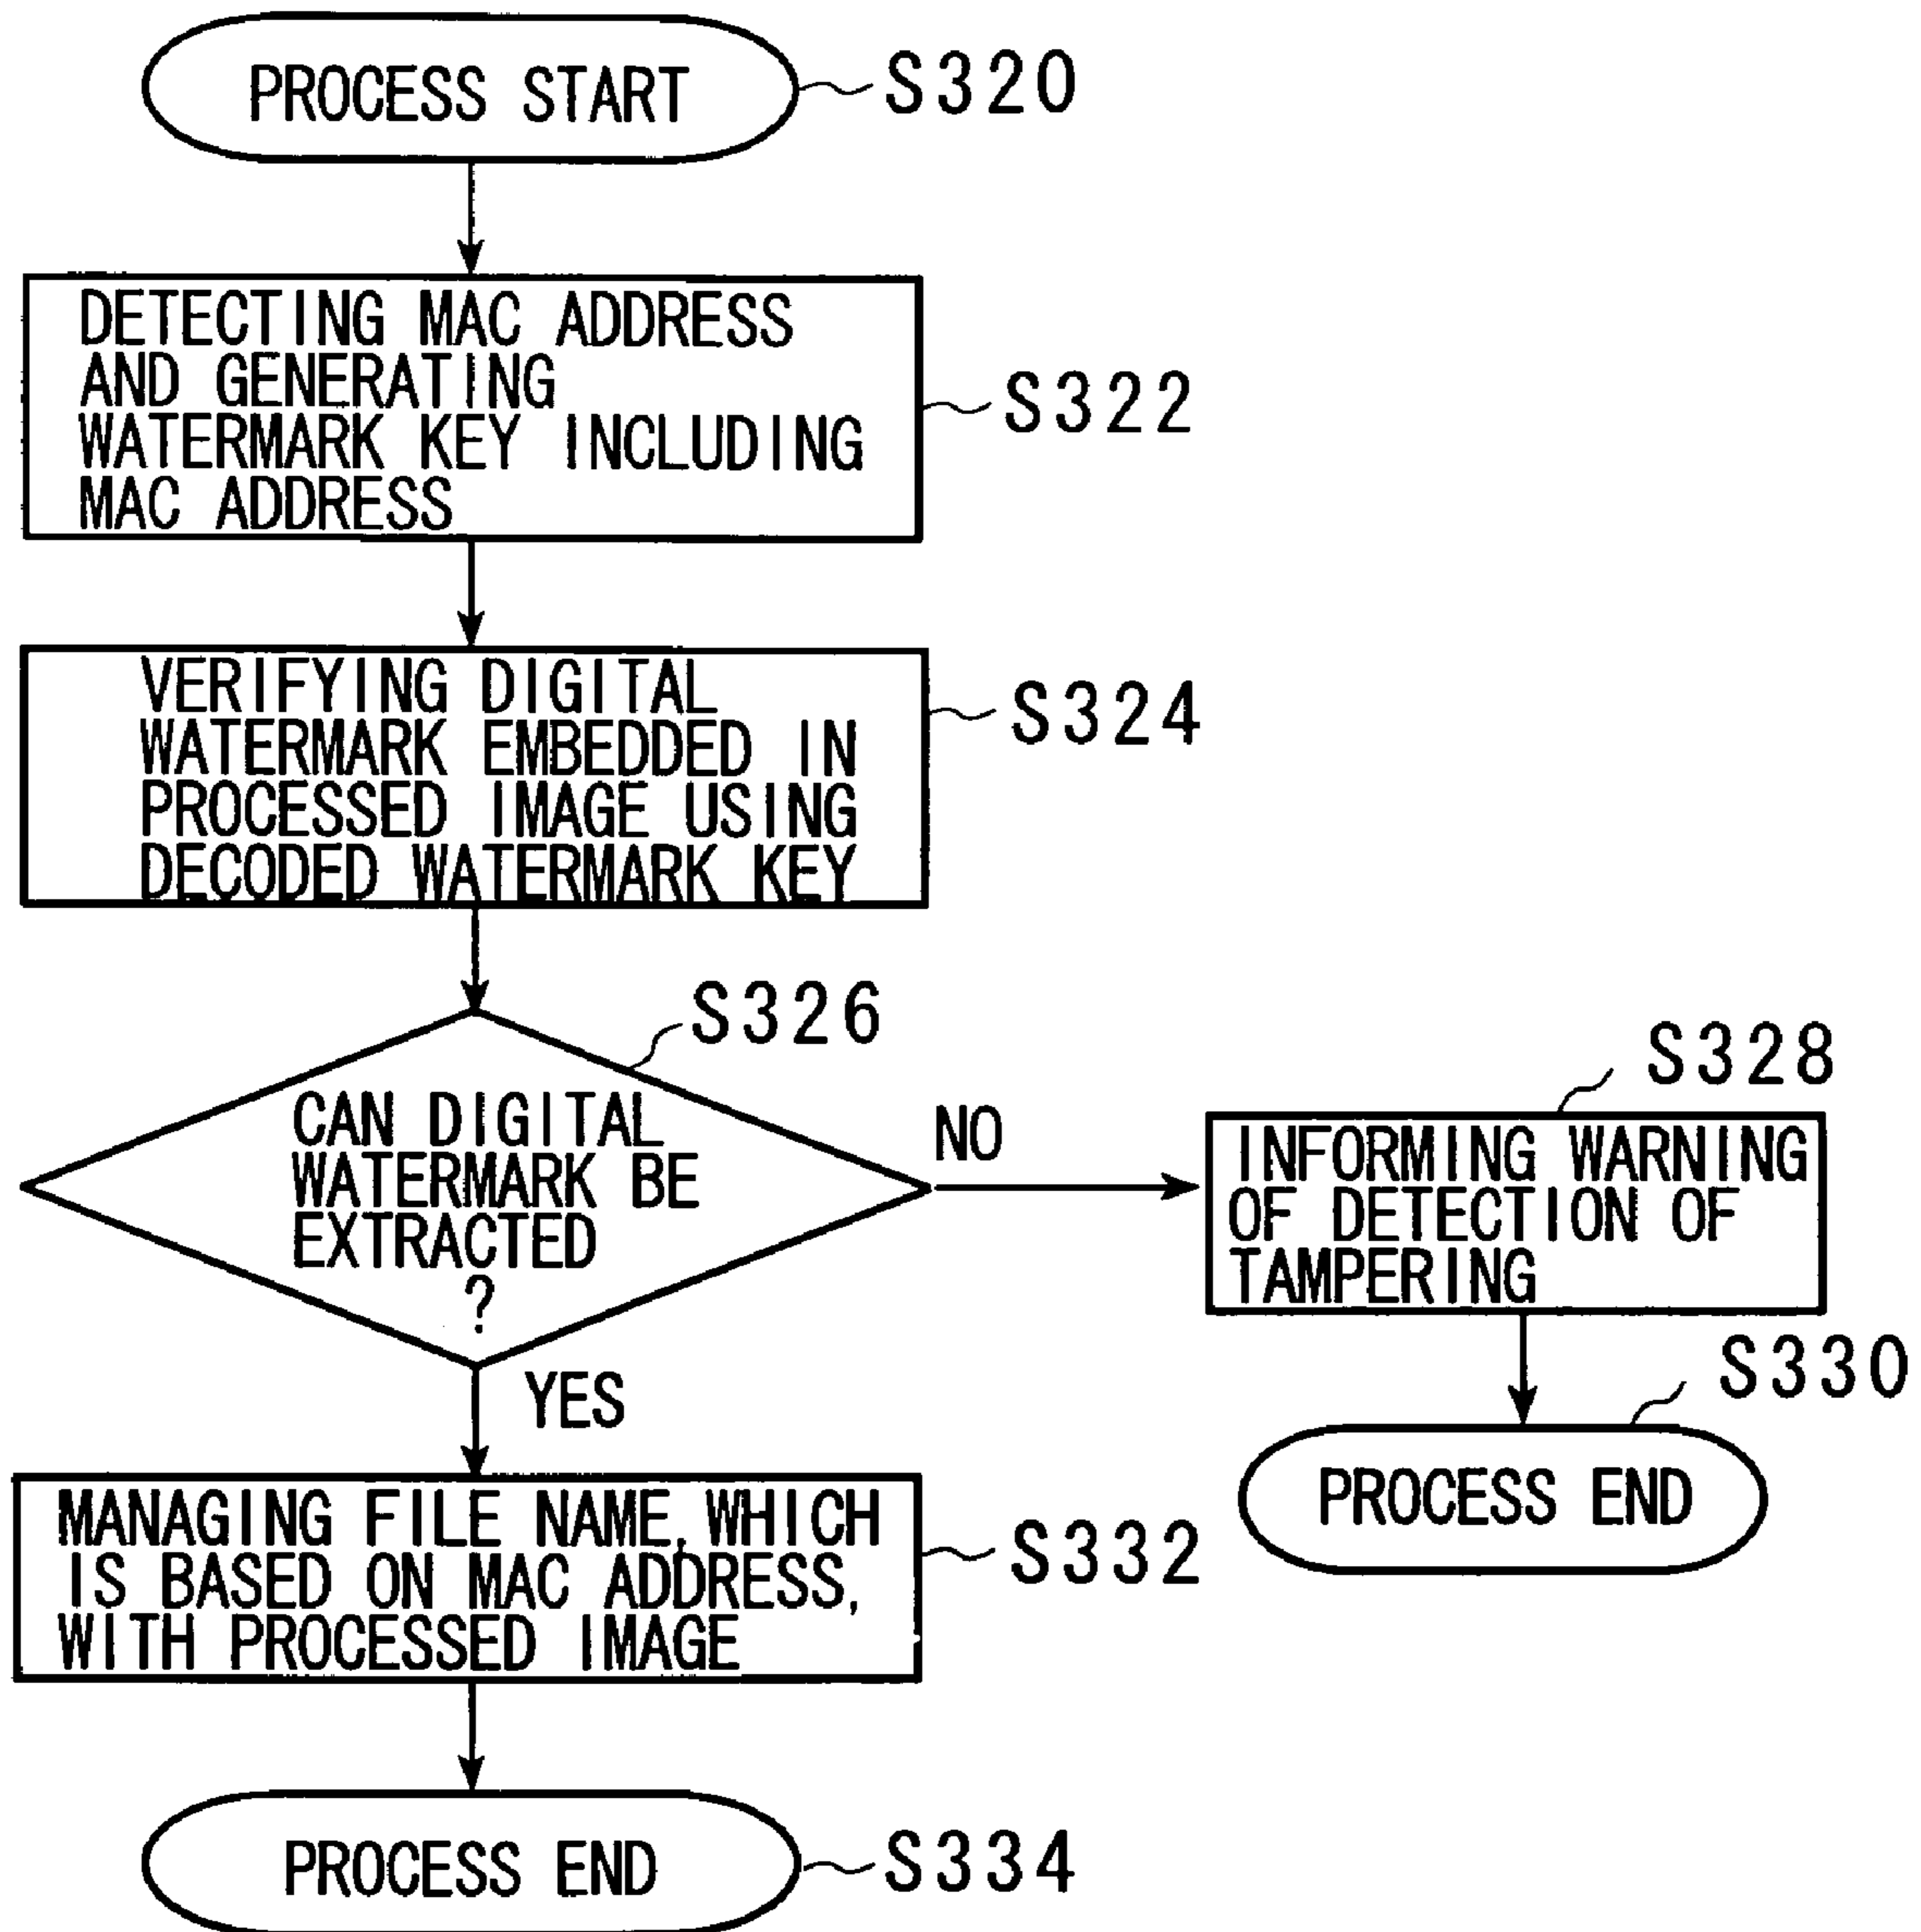 PROCESS START
S320
DETECTING MAC ADDRESS
AND GENERATING
WATERMARK KEY INCLUDING
MAC ADDRESS
S322
VERIFYING DIGITAL
WATERMARK EMBEDDED IN
PROCESSED IMAGE USING
DECODED WATERMARK KEY
S324
S326
CAN DIGITAL
WATERMARK BE
EXTRACTED
?
NO
S328
INFORMING WARNING
OF DETECTION OF
TAMPERING
S330
PROCESS END
YES
MANAGING FILE NAME, WHICH
IS BASED ON MAC ADDRESS,
WITH PROCESSED IMAGE
S332
PROCESS END
S334